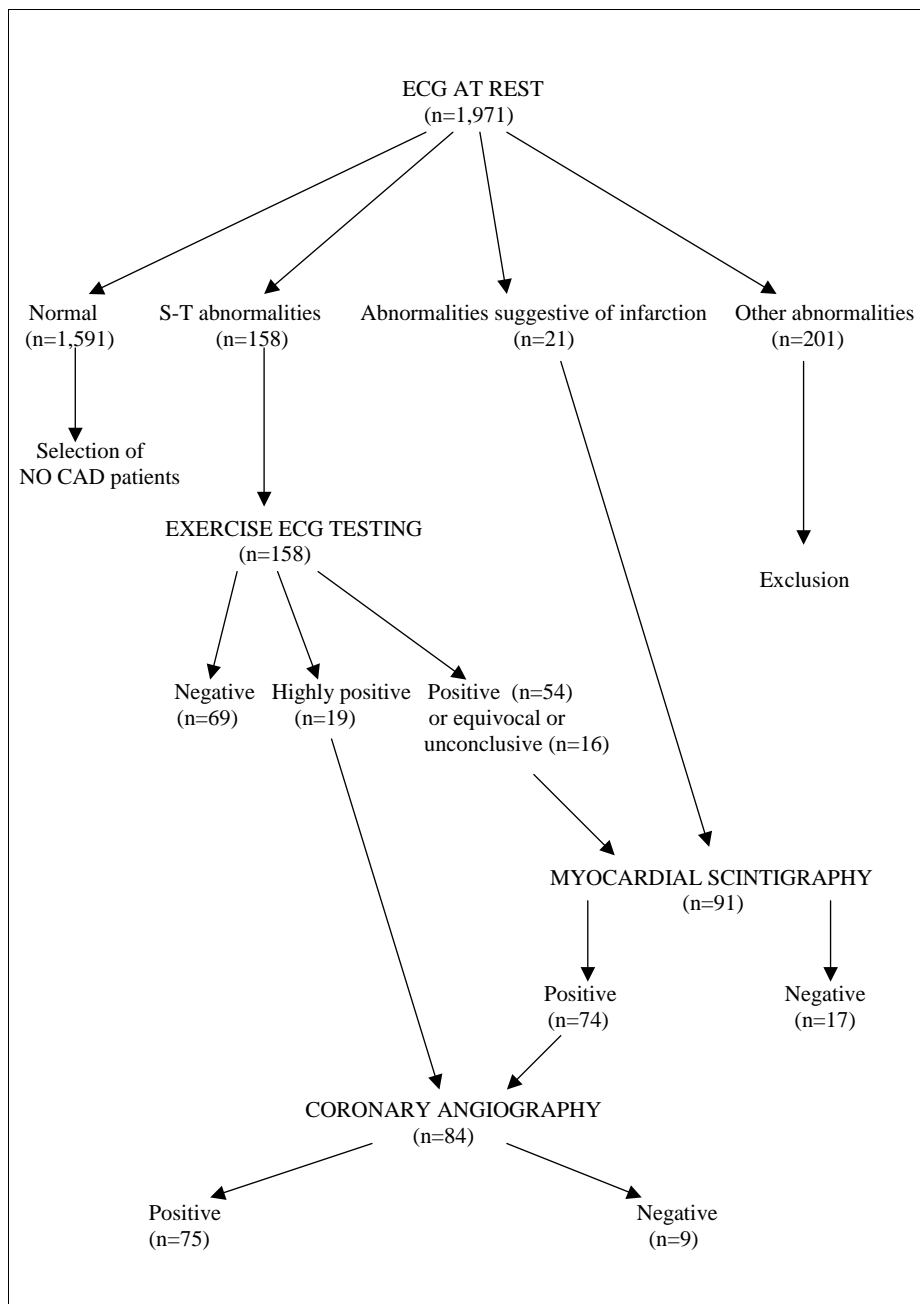 ECG AT REST
(n=1,971)
Normal
(n=1,591)
S-T abnormalities
(n=158)
Abnormalities suggestive of infarction
(n=21)
Other abnormalities
(n=201)
Selection of
NO CAD patients
EXERCISE ECG TESTING
(n=158)
Exclusion
Negative
(n=69)
Highly positive
(n=19)
Positive (n=54)
or equivocal or
unconclusive (n=16)
MYOCARDIAL SCINTIGRAPHY
(n=91)
Positive
(n=74)
Negative
(n=17)
CORONARY ANGIOGRAPHY
(n=84)
Positive
(n=75)
Negative
(n=9)